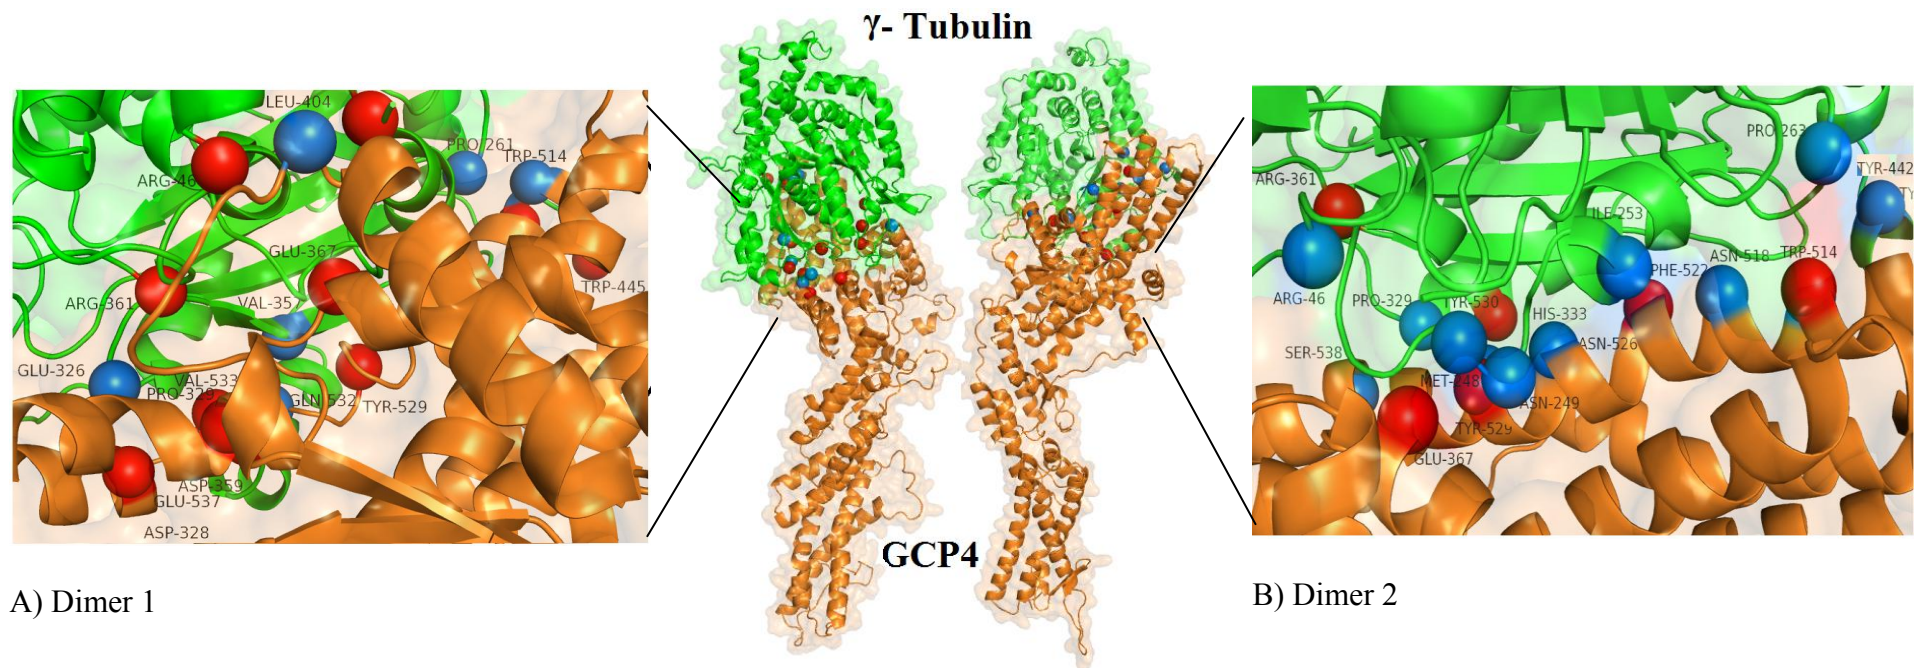 γ- Tubulin
GCP4
LEU-404
ARG-46
PRO-261
TRP-514
GLU-367
TRP-445
ARG-361
VAL-357
GLU-326
VAL-533
PRO-329
GLN-532
TYR-529
ASP-359
GLU-537
ASP-328
A) Dimer 1
PRO-263
TYR-442
TY
ARG-361
ILE-253
ASN-518
TRP-514
PHE-522
ARG-46
PRO-329
TYR-530
HIS-333
ASN-526
SER-538
MET-248
ASN-249
TYR-529
GLU-367
B) Dimer 2